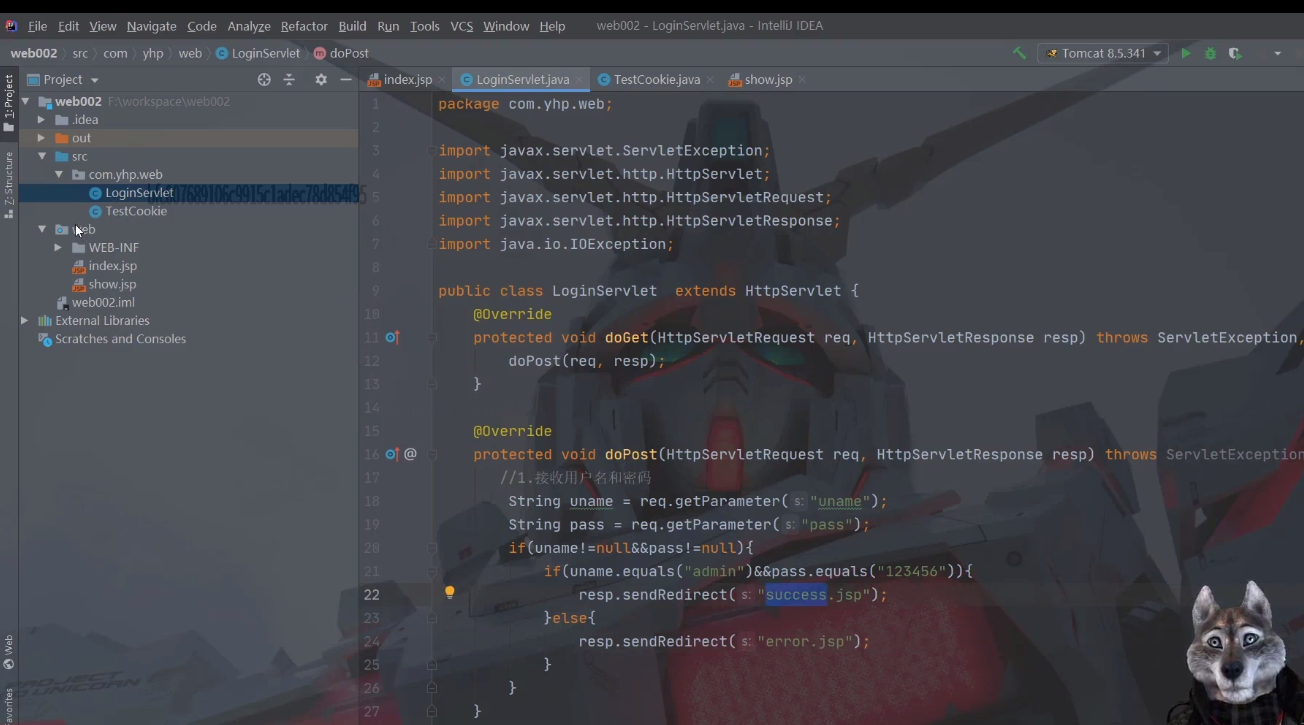 File Edit View Navigate Code Analyze Refactor Build Run Tools VCS Window Help web002 - LoginServlet.java - IntelliJ IDEA
web002 src com yhp web LoginServlet doPost Tomcat 8.5.341
Project index.jsp LoginServlet.java TestCookie.java show.jsp
1: Project
Z: Structure
Web
avorites
web002 F:\workspace\web002
.idea
out
src
com.yhp.web
LoginServlet
TestCookie
web
WEB-INF
index.jsp
show.jsp
web002.iml
External Libraries
Scratches and Consoles
1 package com.yhp.web;
2
3 import javax.servlet.ServletException;
4 import javax.servlet.http.HttpServlet;
5 import javax.servlet.http.HttpServletRequest;
6 import javax.servlet.http.HttpServletResponse;
7 import java.io.IOException;
8
9 public class LoginServlet extends HttpServlet {
10 @Override
11 protected void doGet(HttpServletRequest req, HttpServletResponse resp) throws ServletException,
12 doPost(req, resp);
13 }
14
15 @Override
16 @ protected void doPost(HttpServletRequest req, HttpServletResponse resp) throws ServletException
17 //1.接收用户名和密码
18 String uname = req.getParameter( s: "uname");
19 String pass = req.getParameter( s: "pass");
20 if(uname!=null&&pass!=null){
21 if(uname.equals("admin")&&pass.equals("123456")){
22 resp.sendRedirect( s: "success.jsp");
23 }else{
24 resp.sendRedirect( s: "error.jsp");
25 }
26 }
27 }
PROJECT
UNICORN